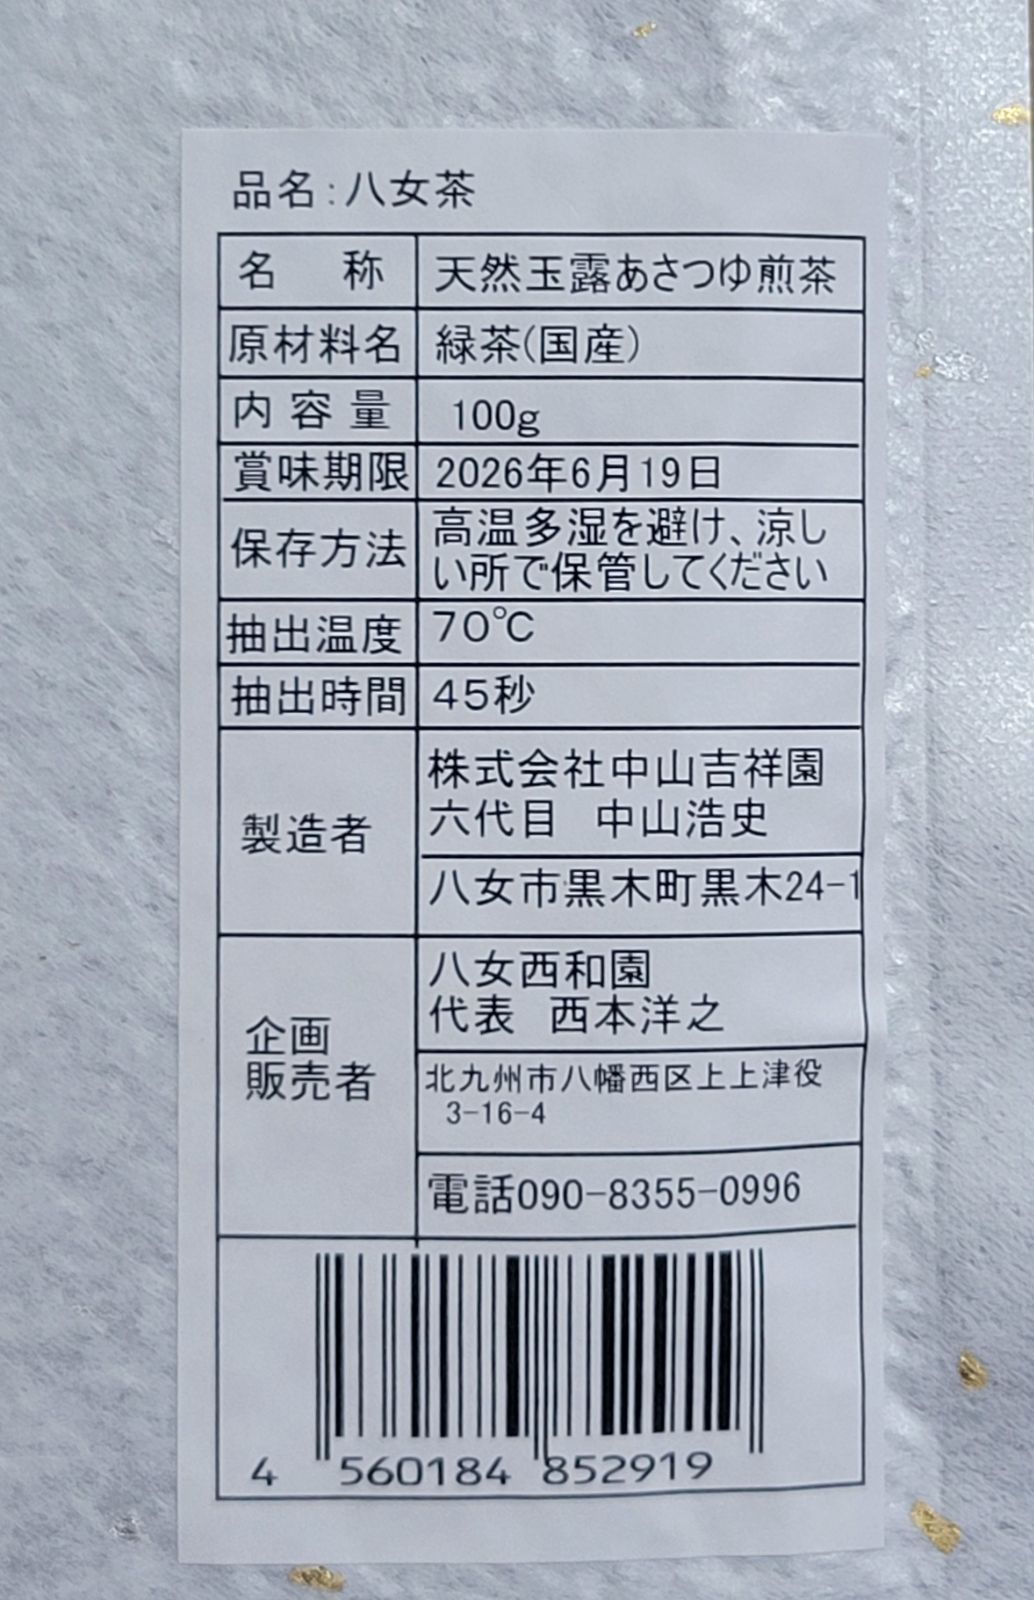 品名:八女茶
名 称 天然玉露あさつゆ煎茶
原材料名 緑茶(国産)
内容量 100g
賞味期限 2026年6月19日
保存方法 高温多湿を避け、涼し
い所で保管してください
抽出温度 70℃
抽出時間 45秒
製造者
株式会社中山吉祥園
六代目 中山浩史
八女市黒木町黒木24-1
企画
販売者
八女西和園
代表 西本洋之
北九州市八幡西区上上津役
3-16-4
電話090-8355-0996
4 560184 852919